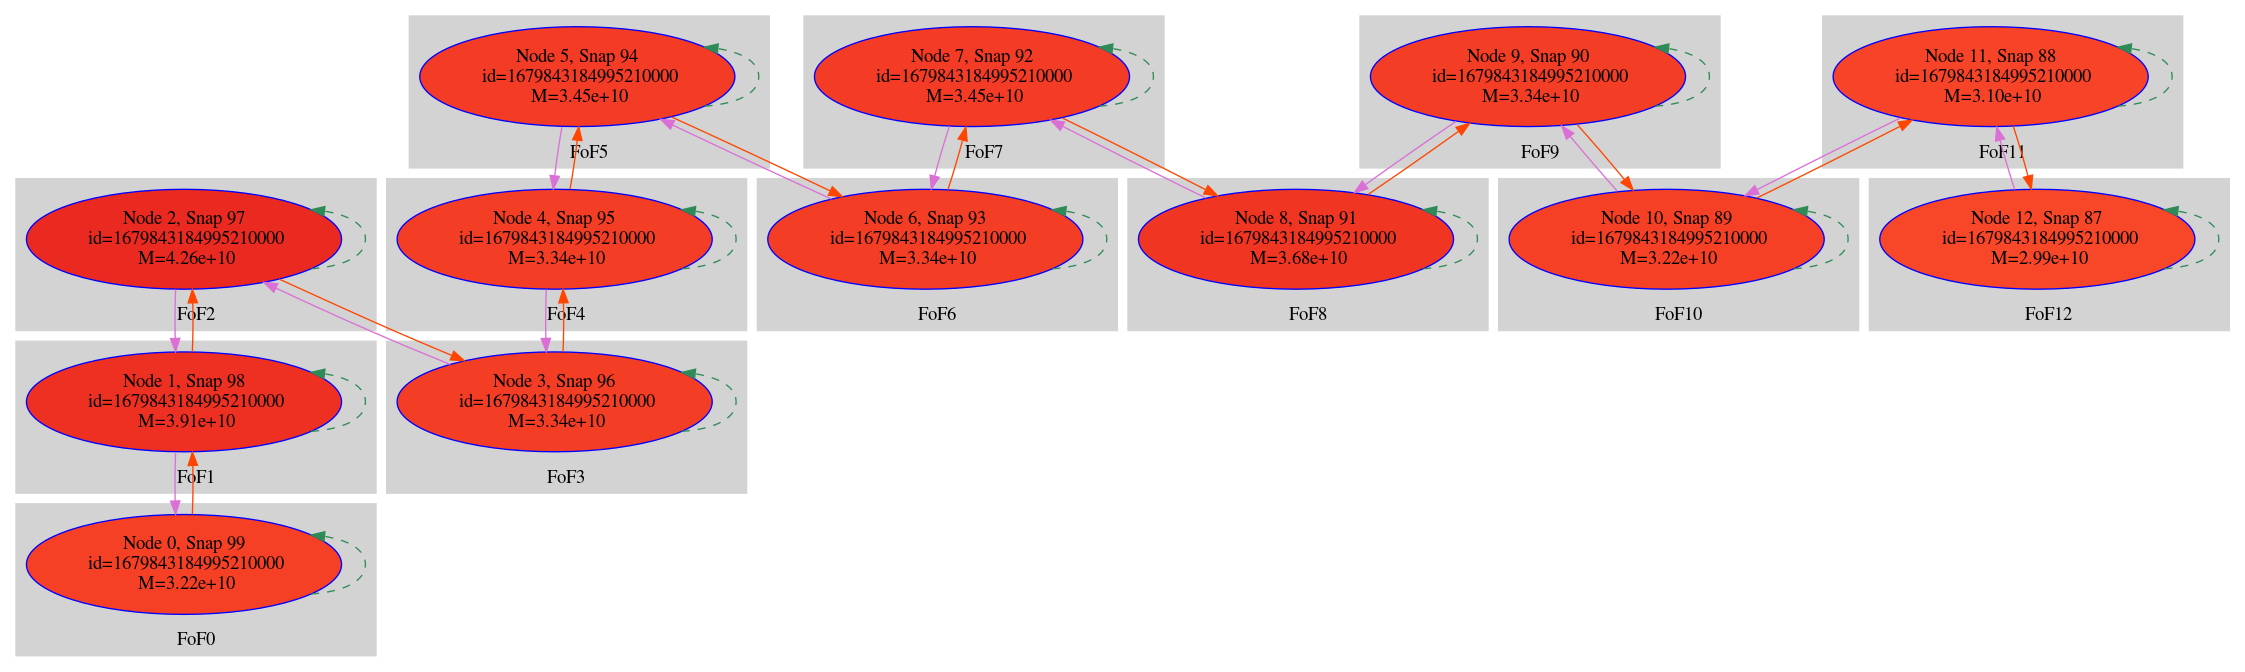 Node 5, Snap 94
id=1679843184995210000
M=3.45e+10
FoF5
Node 7, Snap 92
id=1679843184995210000
M=3.45e+10
FoF7
Node 9, Snap 90
id=1679843184995210000
M=3.34e+10
FoF9
Node 11, Snap 88
id=1679843184995210000
M=3.10e+10
FoF11
Node 2, Snap 97
id=1679843184995210000
M=4.26e+10
FoF2
Node 4, Snap 95
id=1679843184995210000
M=3.34e+10
FoF4
Node 6, Snap 93
id=1679843184995210000
M=3.34e+10
FoF6
Node 8, Snap 91
id=1679843184995210000
M=3.68e+10
FoF8
Node 10, Snap 89
id=1679843184995210000
M=3.22e+10
FoF10
Node 12, Snap 87
id=1679843184995210000
M=2.99e+10
FoF12
Node 1, Snap 98
id=1679843184995210000
M=3.91e+10
FoF1
Node 3, Snap 96
id=1679843184995210000
M=3.34e+10
FoF3
Node 0, Snap 99
id=1679843184995210000
M=3.22e+10
FoF0